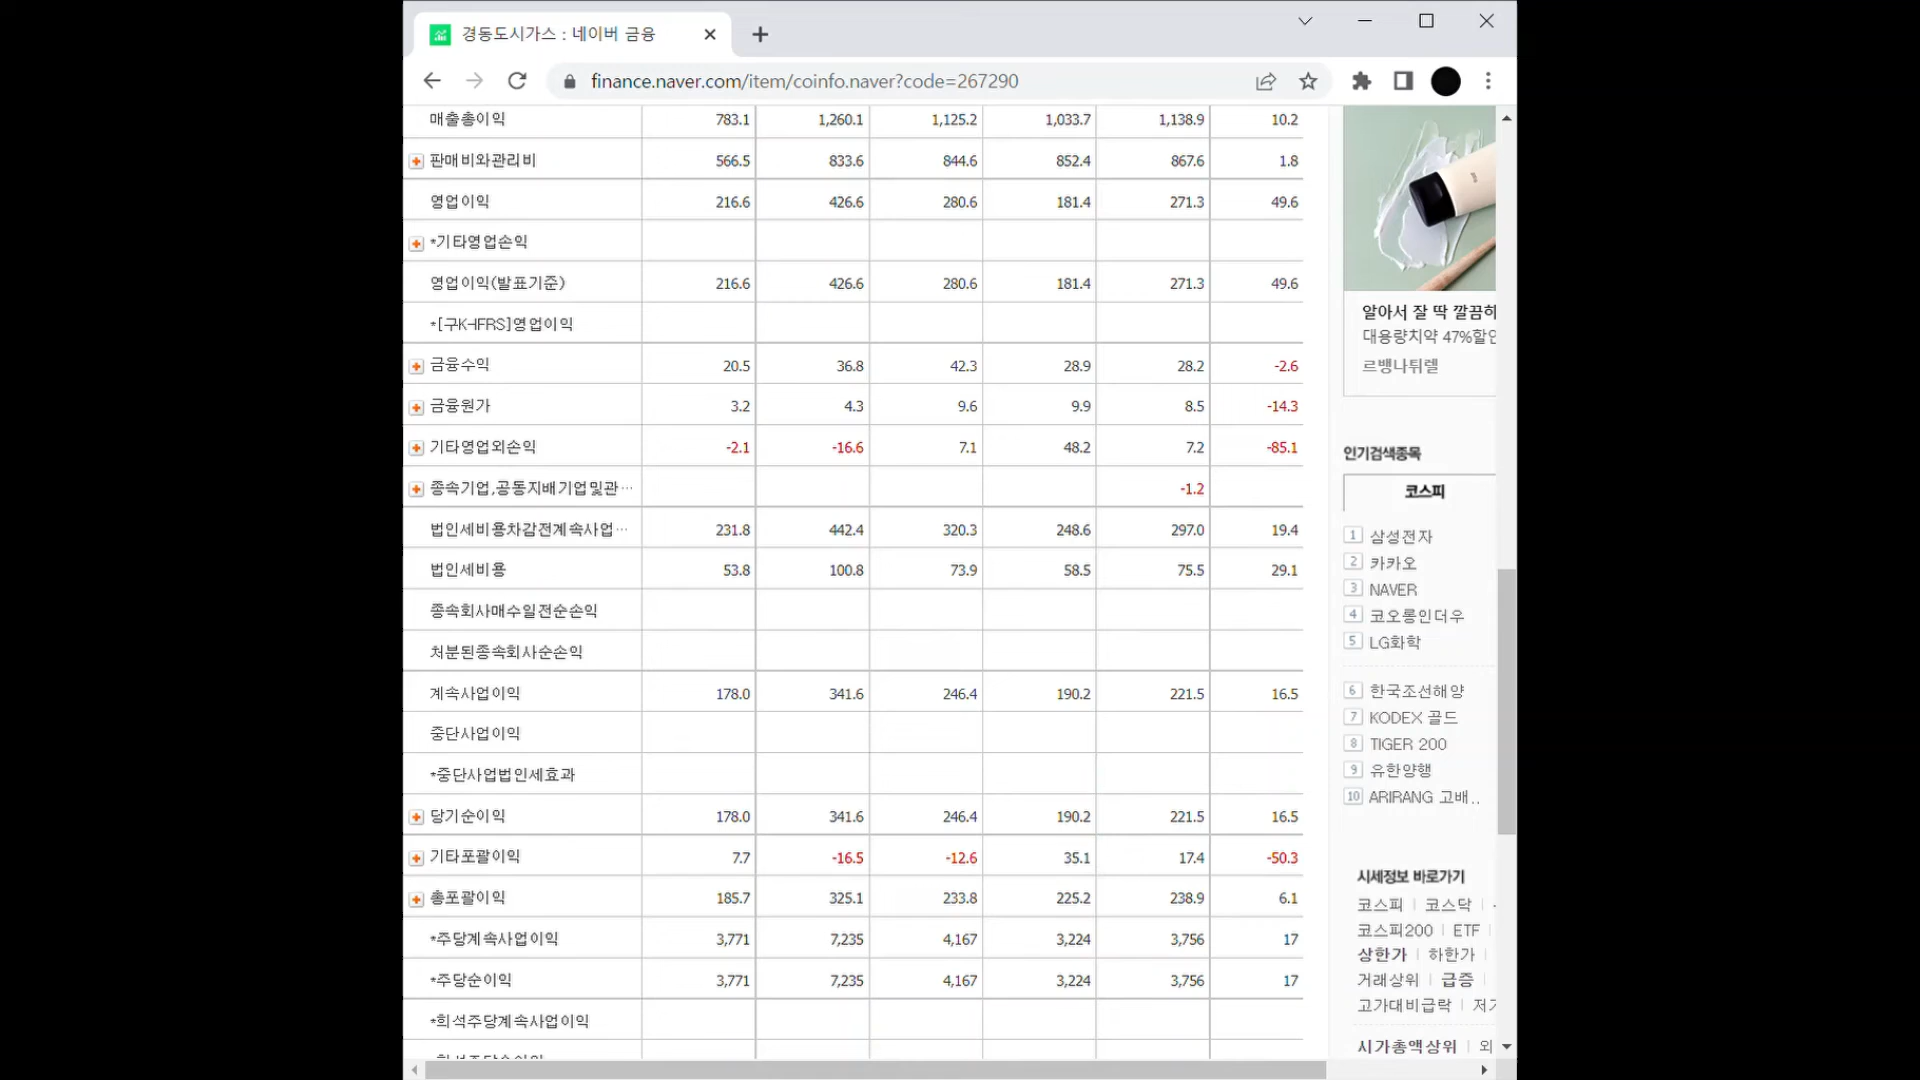 경동도시가스 : 네이버 금융
finance.naver.com/item/coinfo.naver?code=267290
매출총이익 783.1 1,260.1 1,125.2 1,033.7 1,138.9 10.2
판매비와관리비 566.5 833.6 844.6 852.4 867.6 1.8
영업이익 216.6 426.6 280.6 181.4 271.3 49.6
*기타영업손익
영업이익(발표기준) 216.6 426.6 280.6 181.4 271.3 49.6
*[구K-IFRS]영업이익
금융수익 20.5 36.8 42.3 28.9 28.2 -2.6
금융원가 3.2 4.3 9.6 9.9 8.5 -14.3
기타영업외손익 -2.1 -16.6 7.1 48.2 7.2 -85.1
종속기업,공동지배기업및관… -1.2
법인세비용차감전계속사업… 231.8 442.4 320.3 248.6 297.0 19.4
법인세비용 53.8 100.8 73.9 58.5 75.5 29.1
종속회사매수일전순손익
처분된종속회사순손익
계속사업이익 178.0 341.6 246.4 190.2 221.5 16.5
중단사업이익
*중단사업법인세효과
당기순이익 178.0 341.6 246.4 190.2 221.5 16.5
기타포괄이익 7.7 -16.5 -12.6 35.1 17.4 -50.3
총포괄이익 185.7 325.1 233.8 225.2 238.9 6.1
*주당계속사업이익 3,771 7,235 4,167 3,224 3,756 17
*주당순이익 3,771 7,235 4,167 3,224 3,756 17
*희석주당계속사업이익
알아서 잘 딱 깔끔하
대용량치약 47%할인
르뱅나튀렐
인기검색종목
코스피
1 삼성전자
2 카카오
3 NAVER
4 코오롱인더우
5 LG화학
6 한국조선해양
7 KODEX 골드
8 TIGER 200
9 유한양행
10 ARIRANG 고배..
시세정보 바로가기
코스피 | 코스닥 |
코스피200 | ETF |
상한가 | 하한가 |
거래상위 | 급증 |
고가대비급락 | 저가
시가총액상위 | 외